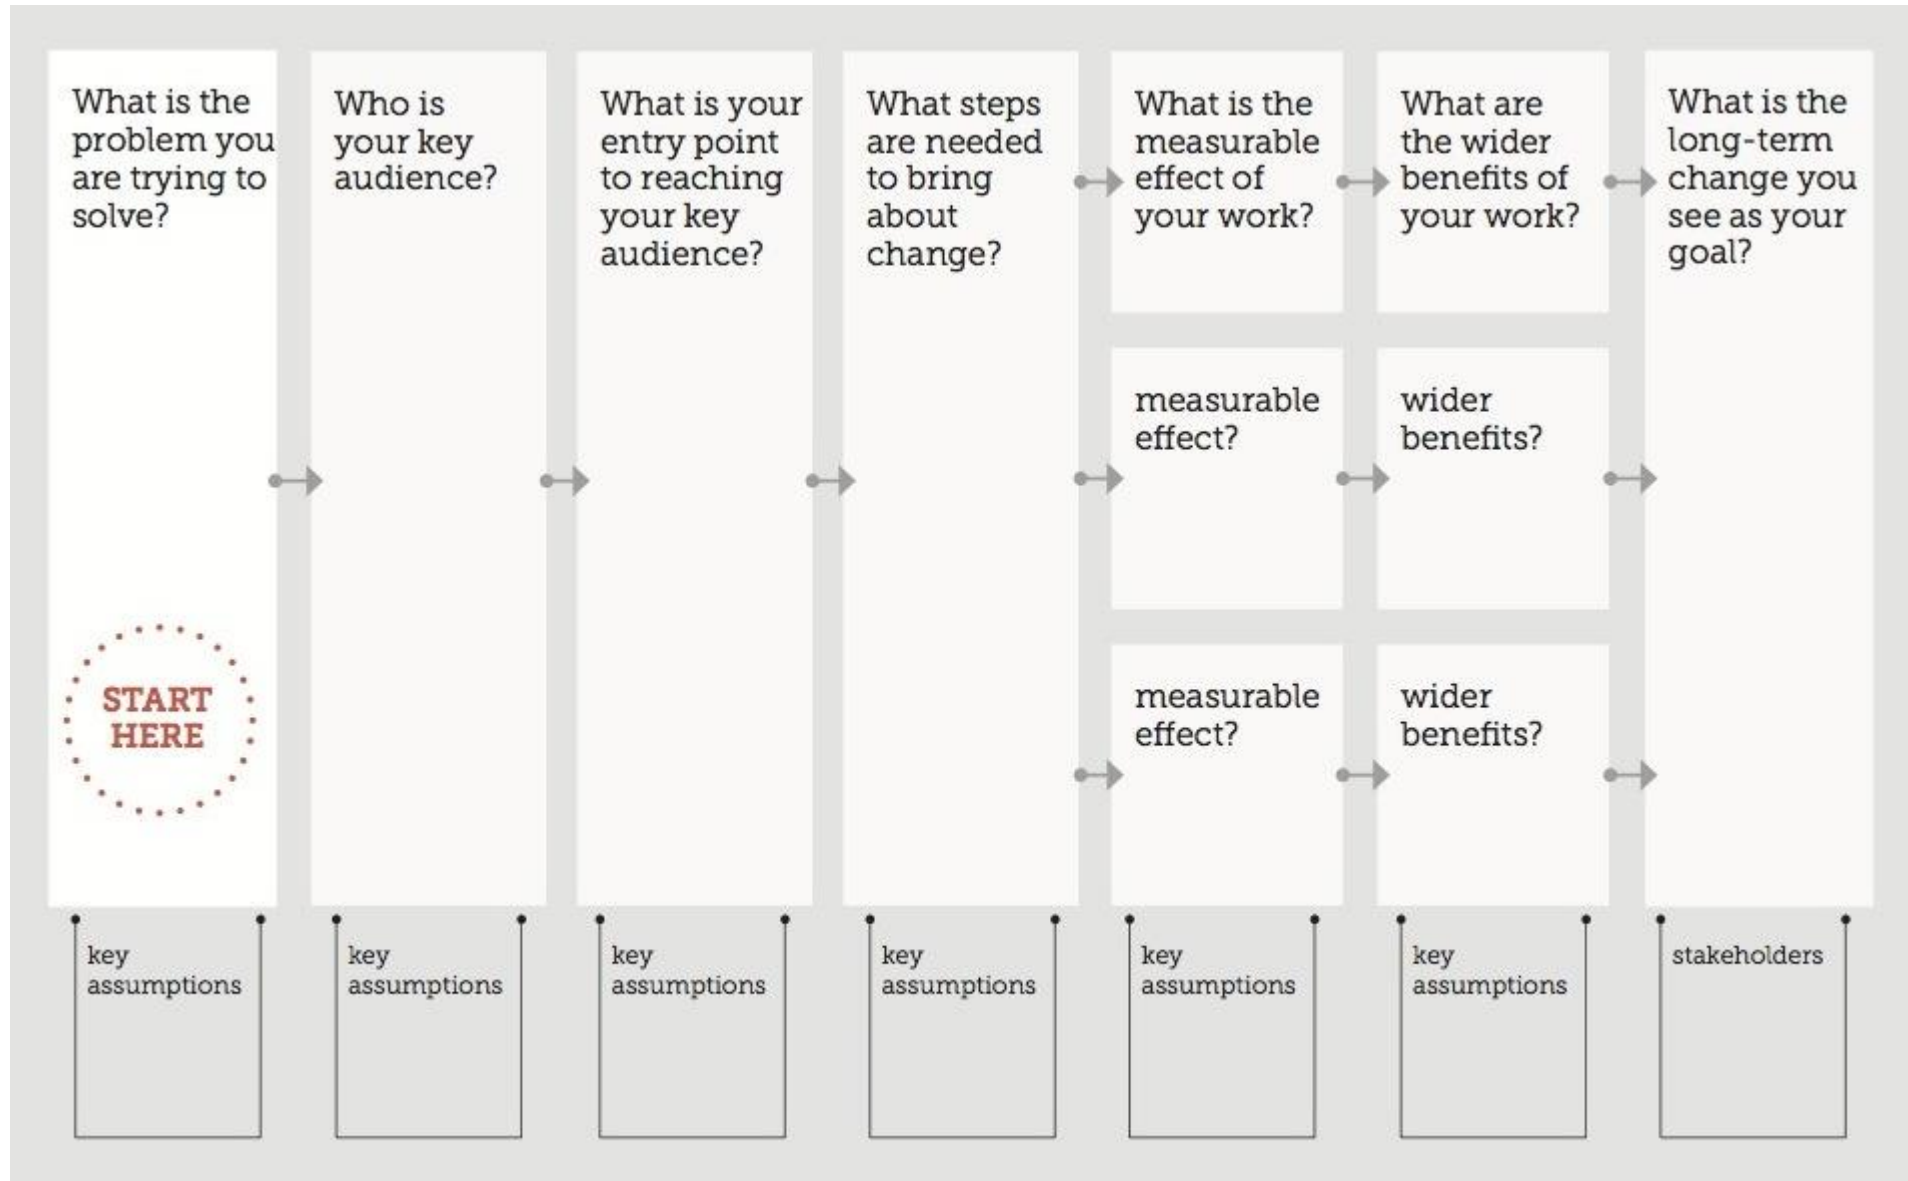 What is the
problem you
are trying to
solve?
START
HERE
key
assumptions
Who is
your key
audience?
key
assumptions
What is your
entry point
to reaching
your key
audience?
key
assumptions
What steps
are needed
to bring
about
change?
key
assumptions
What is the
measurable
effect of
your work?
measurable
effect?
measurable
effect?
key
assumptions
What are
the wider
benefits of
your work?
wider
benefits?
wider
benefits?
key
assumptions
What is the
long-term
change you
see as your
goal?
stakeholders